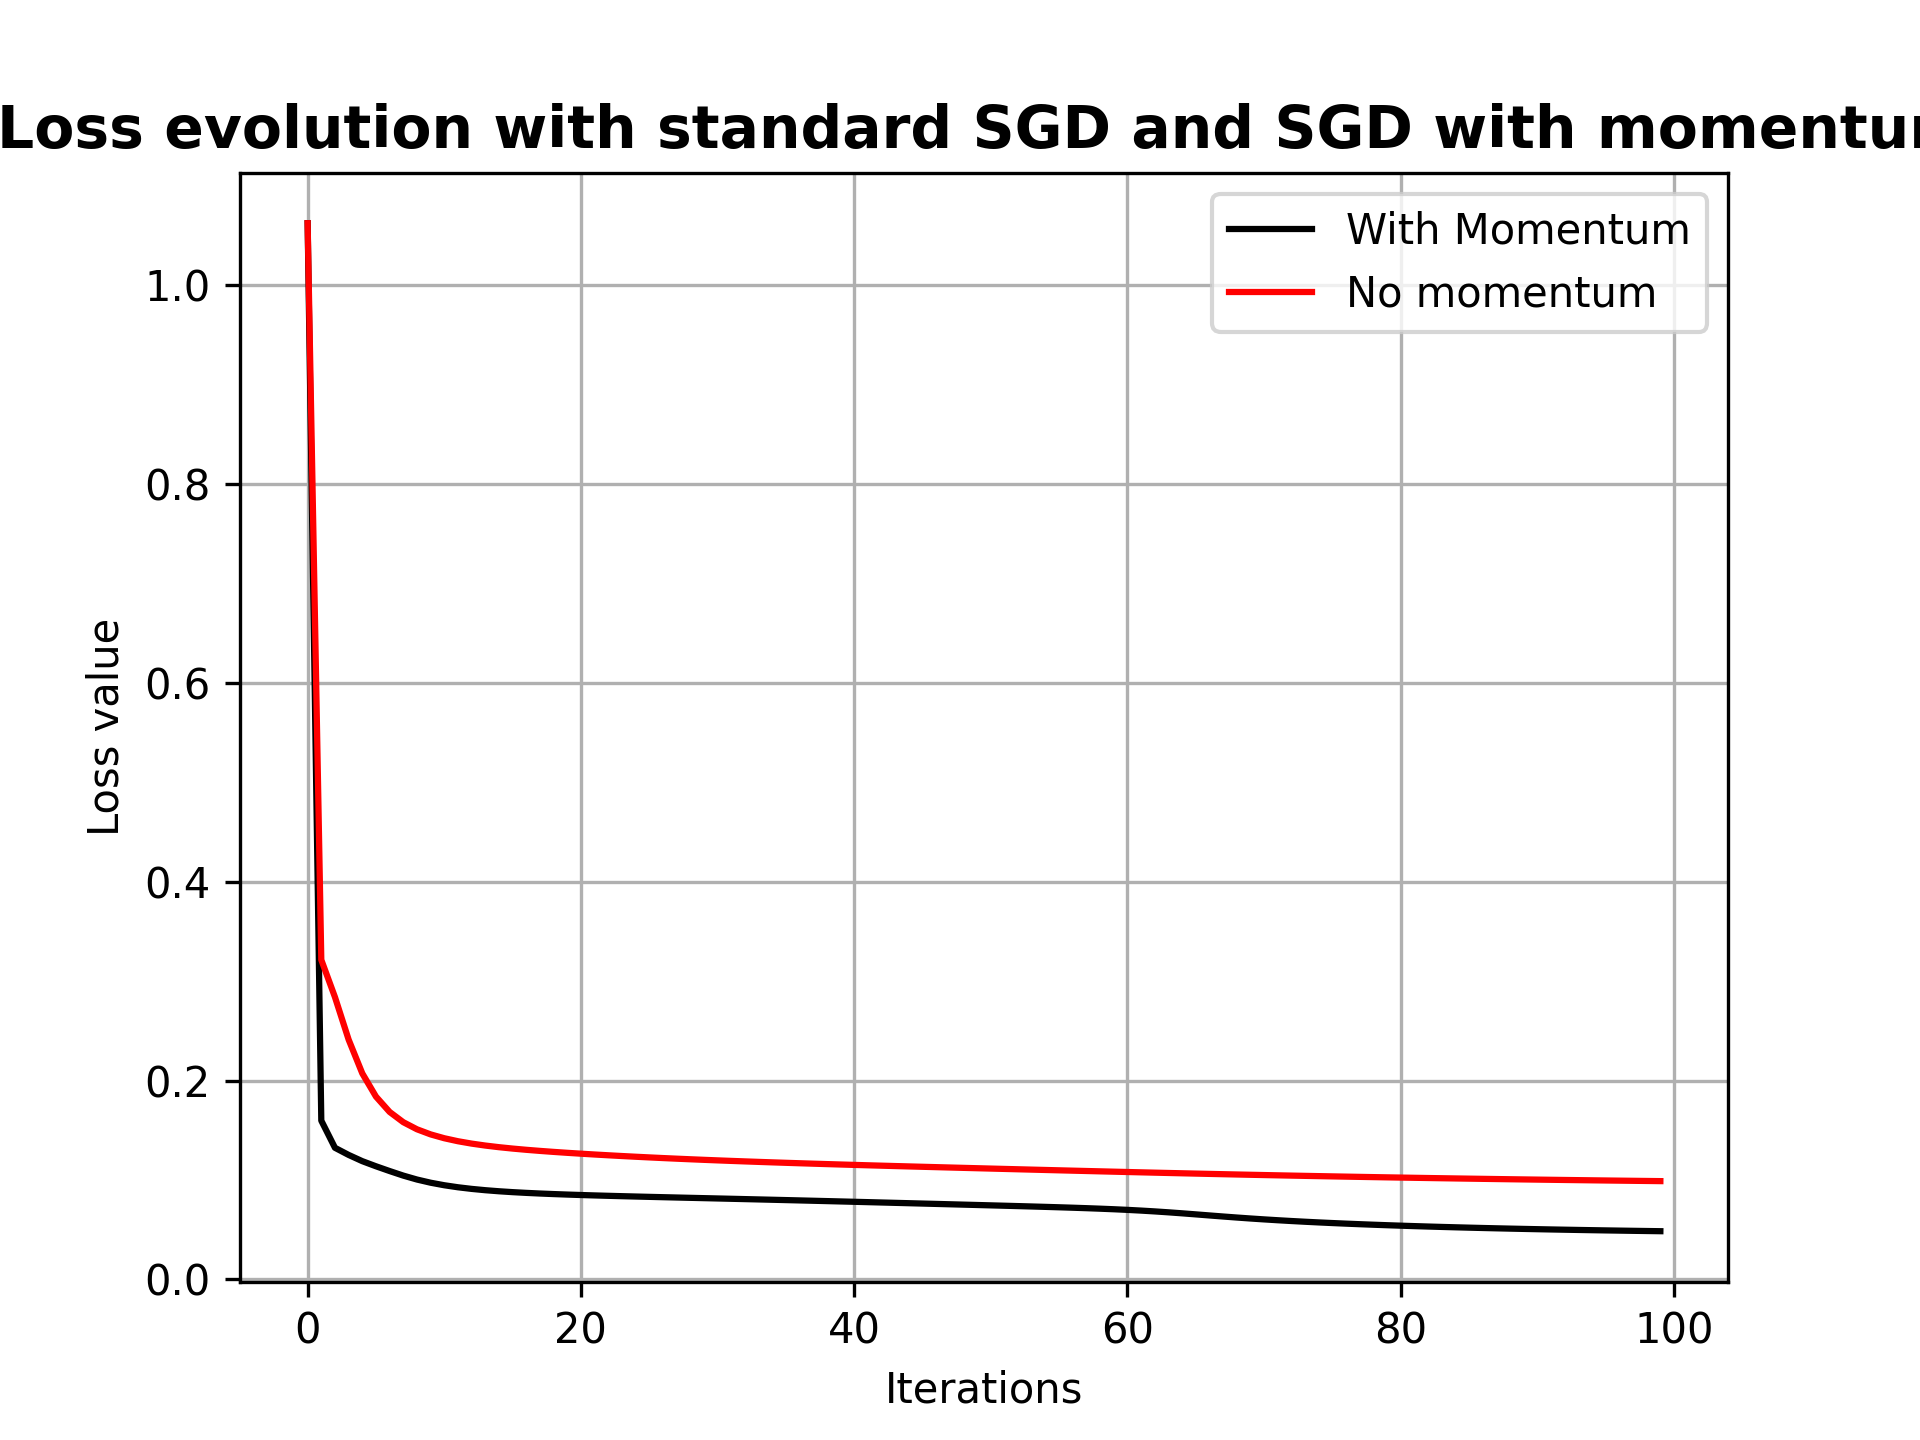 Loss evolution with standard SGD and SGD with
With Momentum
No momentum
1.0
0.8
0.6
0.4
0.2
0.0
Loss value
0 20 40 60 80 100
Iterations